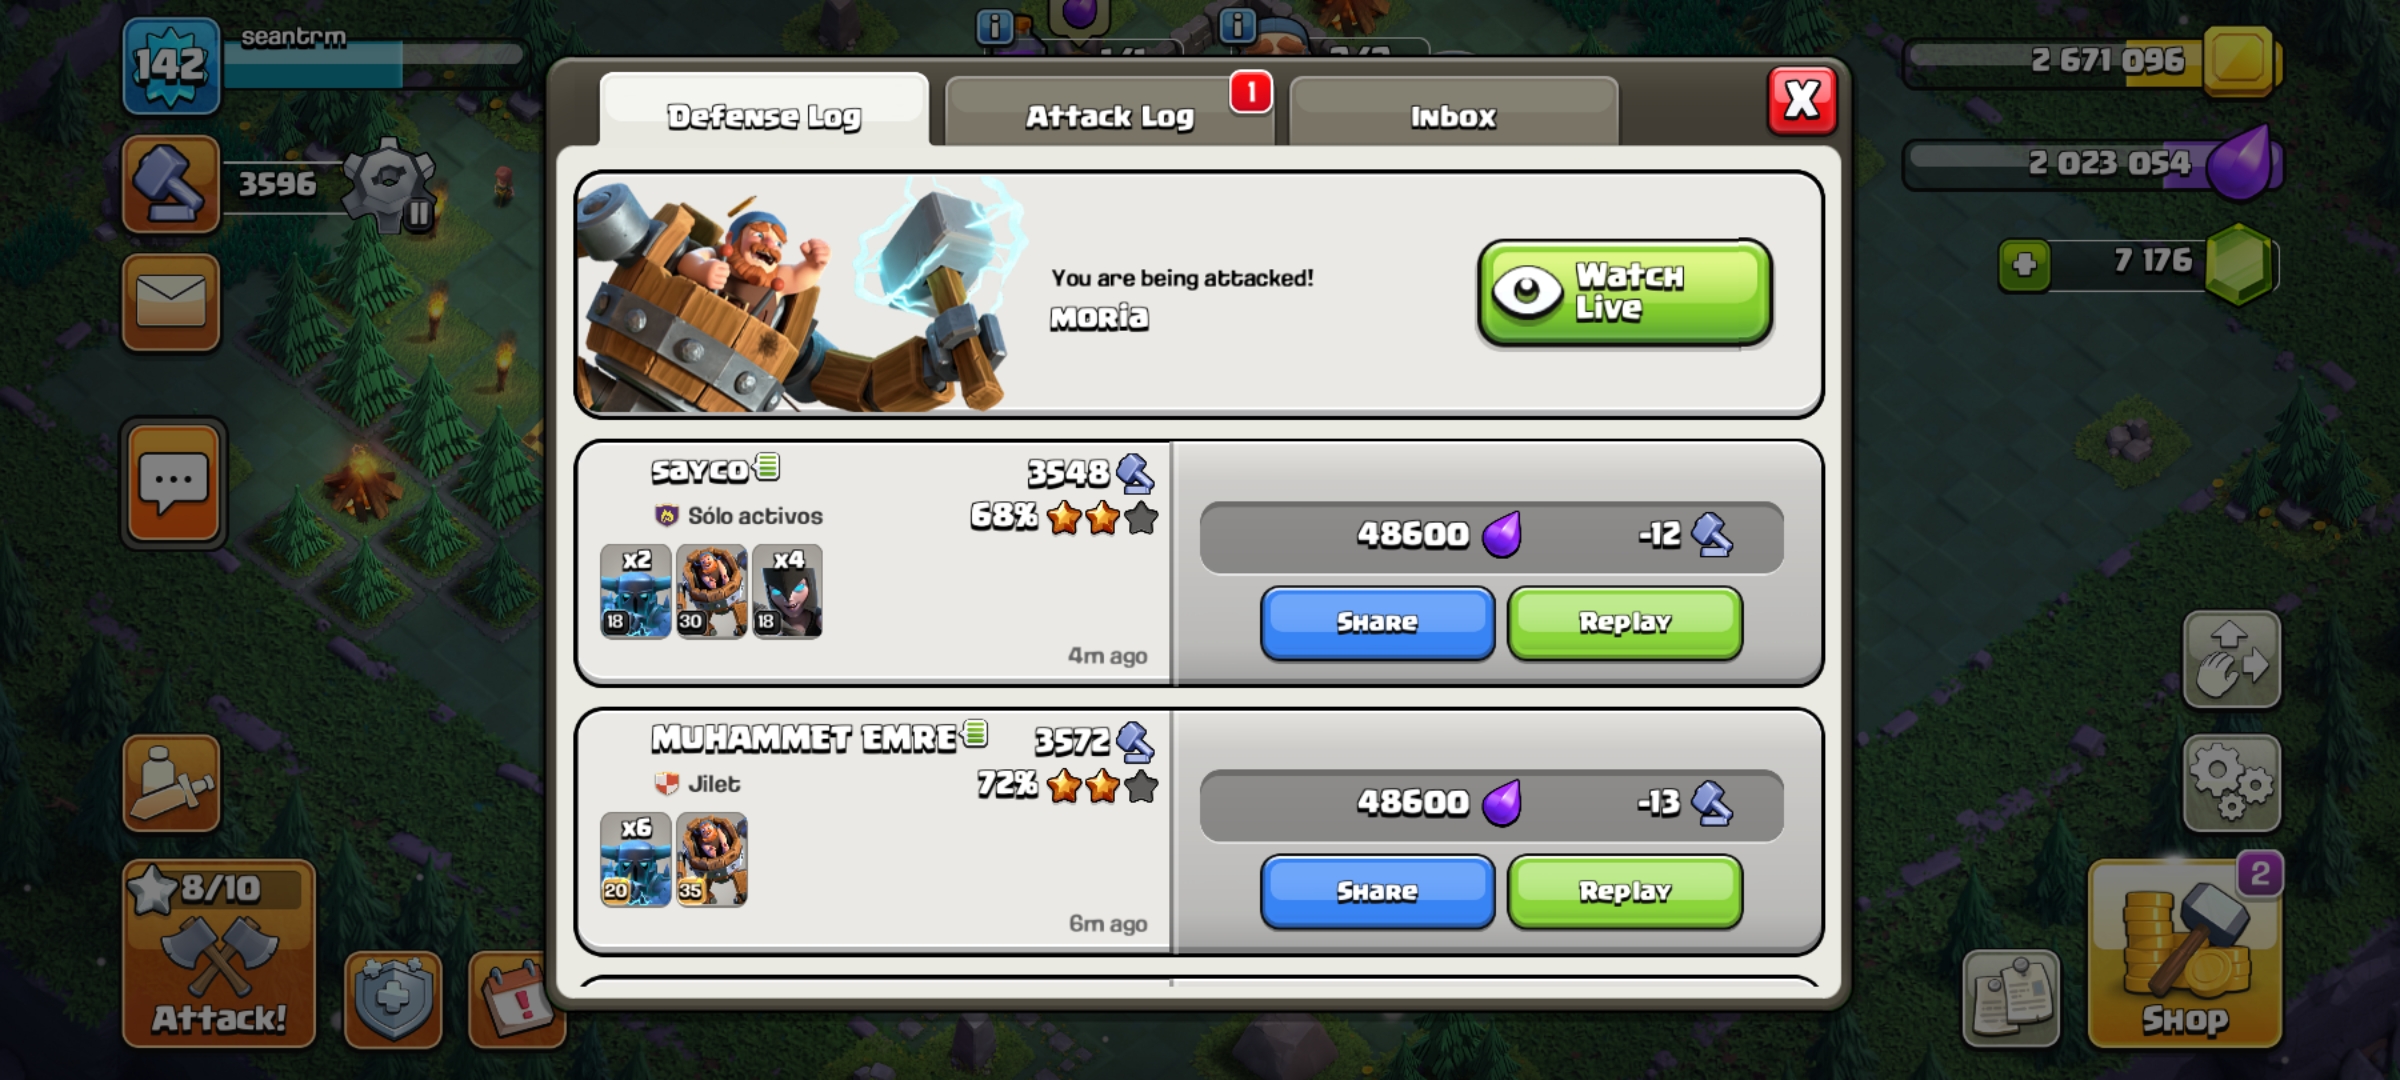 142
seantrm
3596
2 671 096
2 023 054
7 176
Defense Log
Attack Log
1
Inbox
X
You are being attacked!
MORia
Watch
Live
sayco
3548
Sólo activos
68%
x2
18
30
x4
18
4m ago
48600
-12
Share
Replay
MUHAMMET EMRE
3572
Jilet
72%
x6
20
35
6m ago
48600
-13
Share
Replay
8/10
Attack!
2
Shop